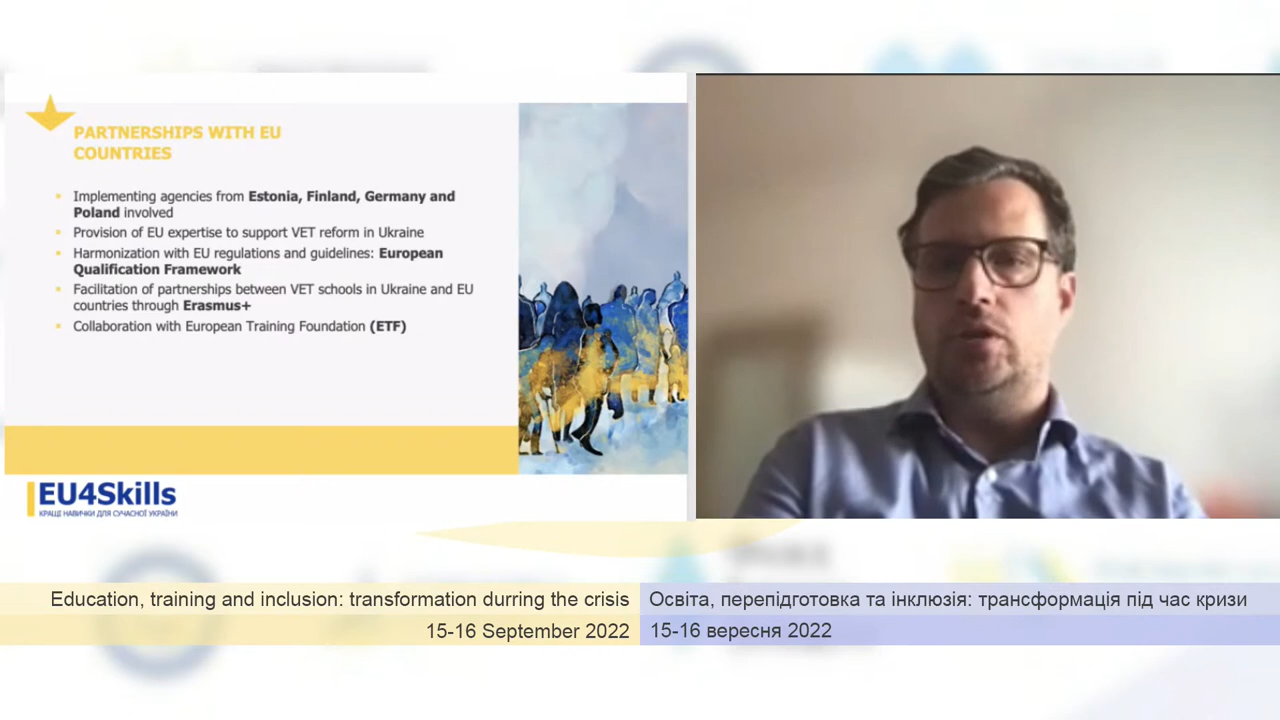 PARTNERSHIPS WITH EU
COUNTRIES
Implementing agencies from Estonia, Finland, Germany and
Poland involved
Provision of EU expertise to support VET reform in Ukraine
Harmonization with EU regulations and guidelines: European
Qualification Framework
Facilitation of partnerships between VET schools in Ukraine and EU
countries through Erasmus+
Collaboration with European Training Foundation (ETF)
EU4Skills
КРАЩІ НАВИЧКИ ДЛЯ СУЧАСНОЇ УКРАЇНИ
Education, training and inclusion: transformation durring the crisis
15-16 September 2022
Освіта, перепідготовка та інклюзія: трансформація під час кризи
15-16 вересня 2022